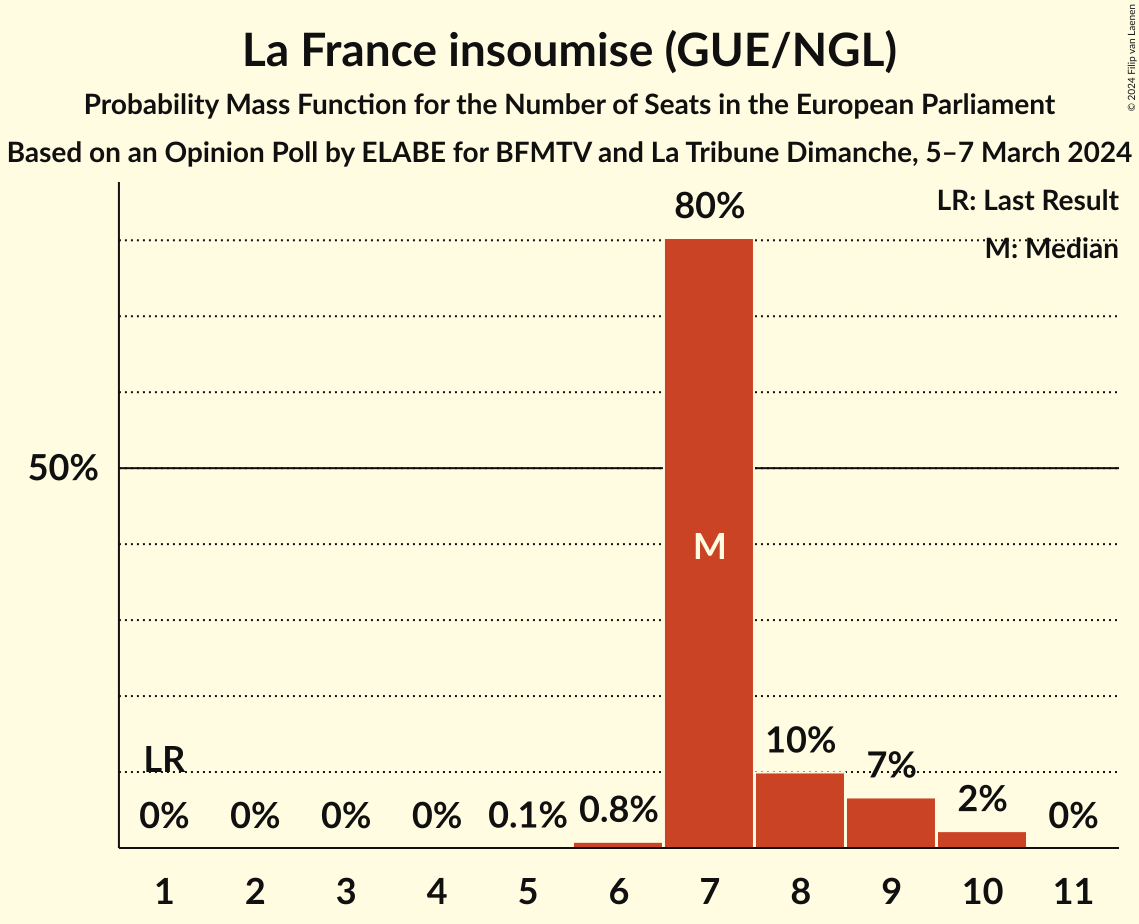 La France insoumise (GUE/NGL)
Probability Mass Function for the Number of Seats in the European Parliament
Based on an Opinion Poll by ELABE for BFMTV and La Tribune Dimanche, 5–7 March 2024
© 2024 Filip van Laenen
LR: Last Result
M: Median
80%
50%
M
LR
0%
0%
0%
0%
0.1%
0.8%
10%
7%
2%
0%
1 2 3 4 5 6 7 8 9 10 11